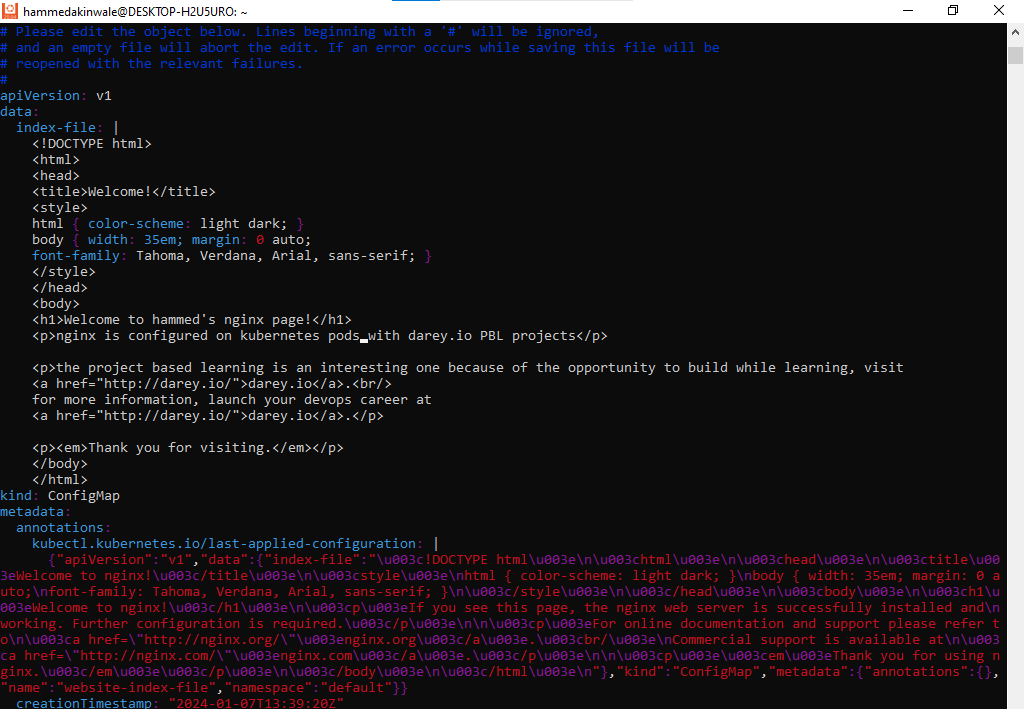 hammedakinwale@DESKTOP-H2U5URO: ~
# Please edit the object below. Lines beginning with a '#' will be ignored,
# and an empty file will abort the edit. If an error occurs while saving this file will be
# reopened with the relevant failures.
#
apiVersion: v1
data:
  index-file: |
    <!DOCTYPE html>
    <html>
    <head>
    <title>Welcome!</title>
    <style>
    html { color-scheme: light dark; }
    body { width: 35em; margin: 0 auto;
    font-family: Tahoma, Verdana, Arial, sans-serif; }
    </style>
    </head>
    <body>
    <h1>Welcome to hammed's nginx page!</h1>
    <p>nginx is configured on kubernetes pods with darey.io PBL projects</p>

    <p>the project based learning is an interesting one because of the opportunity to build while learning, visit
    <a href="http://darey.io/">darey.io</a>.<br/>
    for more information, launch your devops career at
    <a href="http://darey.io/">darey.io</a>.</p>

    <p><em>Thank you for visiting.</em></p>
    </body>
    </html>
kind: ConfigMap
metadata:
  annotations:
    kubectl.kubernetes.io/last-applied-configuration: |
      {"apiVersion":"v1","data":{"index-file":"\u003c!DOCTYPE html\u003e\n\u003chtml\u003e\n\u003chead\u003e\n\u003ctitle\u00
3eWelcome to nginx!\u003c/title\u003e\n\u003cstyle\u003e\nhtml { color-scheme: light dark; }\nbody { width: 35em; margin: 0 a
uto;\nfont-family: Tahoma, Verdana, Arial, sans-serif; }\n\u003c/style\u003e\n\u003c/head\u003e\n\u003cbody\u003e\n\u003ch1\u
003eWelcome to nginx!\u003c/h1\u003e\n\u003cp\u003eIf you see this page, the nginx web server is successfully installed and\n
working. Further configuration is required.\u003c/p\u003e\n\n\u003cp\u003eFor online documentation and support please refer t
o\n\u003ca href=\"http://nginx.org/\"\u003enginx.org\u003c/a\u003e.\u003cbr/\u003e\nCommercial support is available at\n\u003
ca href=\"http://nginx.com/\"\u003enginx.com\u003c/a\u003e.\u003c/p\u003e\n\n\u003cp\u003e\u003cem\u003eThank you for using n
ginx.\u003c/em\u003e\u003c/p\u003e\n\u003c/body\u003e\n\u003c/html\u003e\n"},"kind":"ConfigMap","metadata":{"annotations":{},
"name":"website-index-file","namespace":"default"}}
  creationTimestamp: "2024-01-07T13:39:20Z"